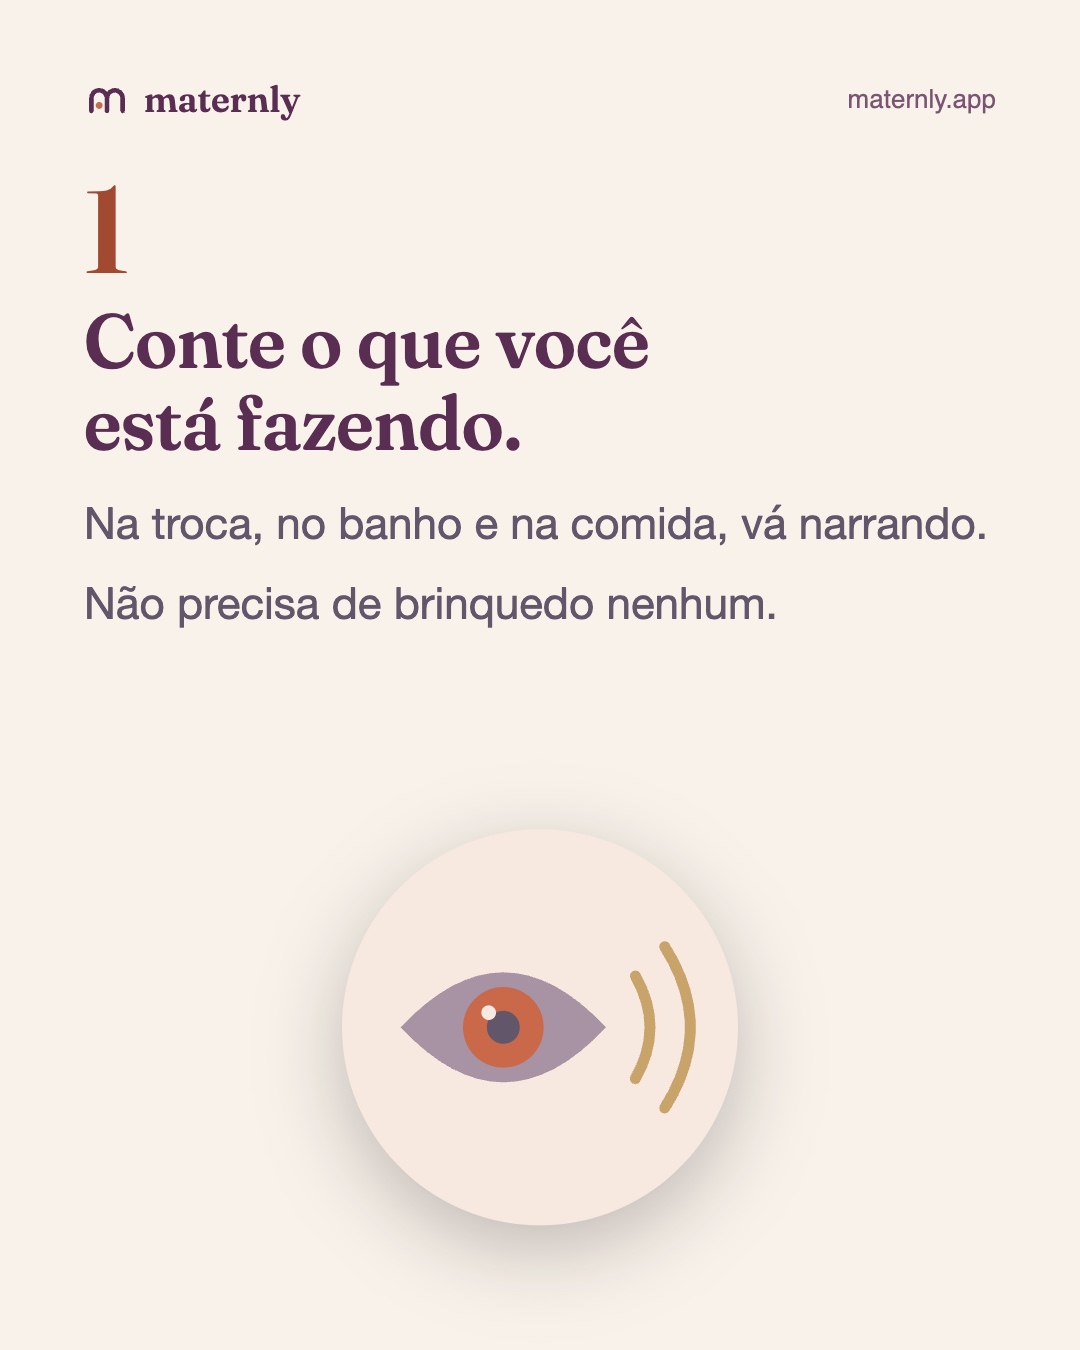 maternly
maternly.app
1
Conte o que você
está fazendo.
Na troca, no banho e na comida, vá narrando.
Não precisa de brinquedo nenhum.